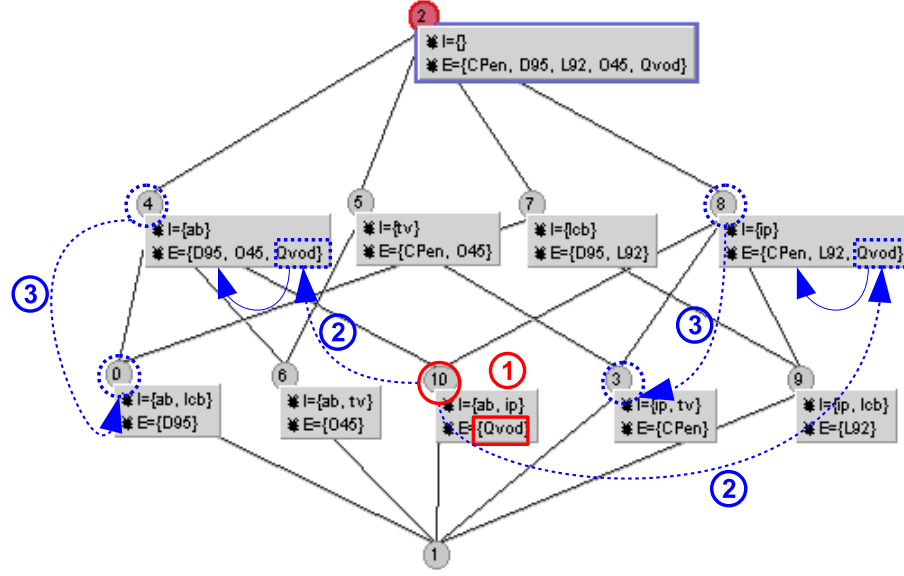 2
I={}
E={CPen, D95, L92, O45, Qvod}
4
5
7
8
I={ab}
E={D95, O45, Qvod}
I={tv}
E={CPen, O45}
I={lcb}
E={D95, L92}
I={ip}
E={CPen, L92, Qvod}
3
2
3
0
6
10
1
3
9
I={ab, lcb}
E={D95}
I={ab, tv}
E={O45}
I={ab, ip}
E={Qvod}
I={ip, tv}
E={CPen}
I={ip, lcb}
E={L92}
2
1